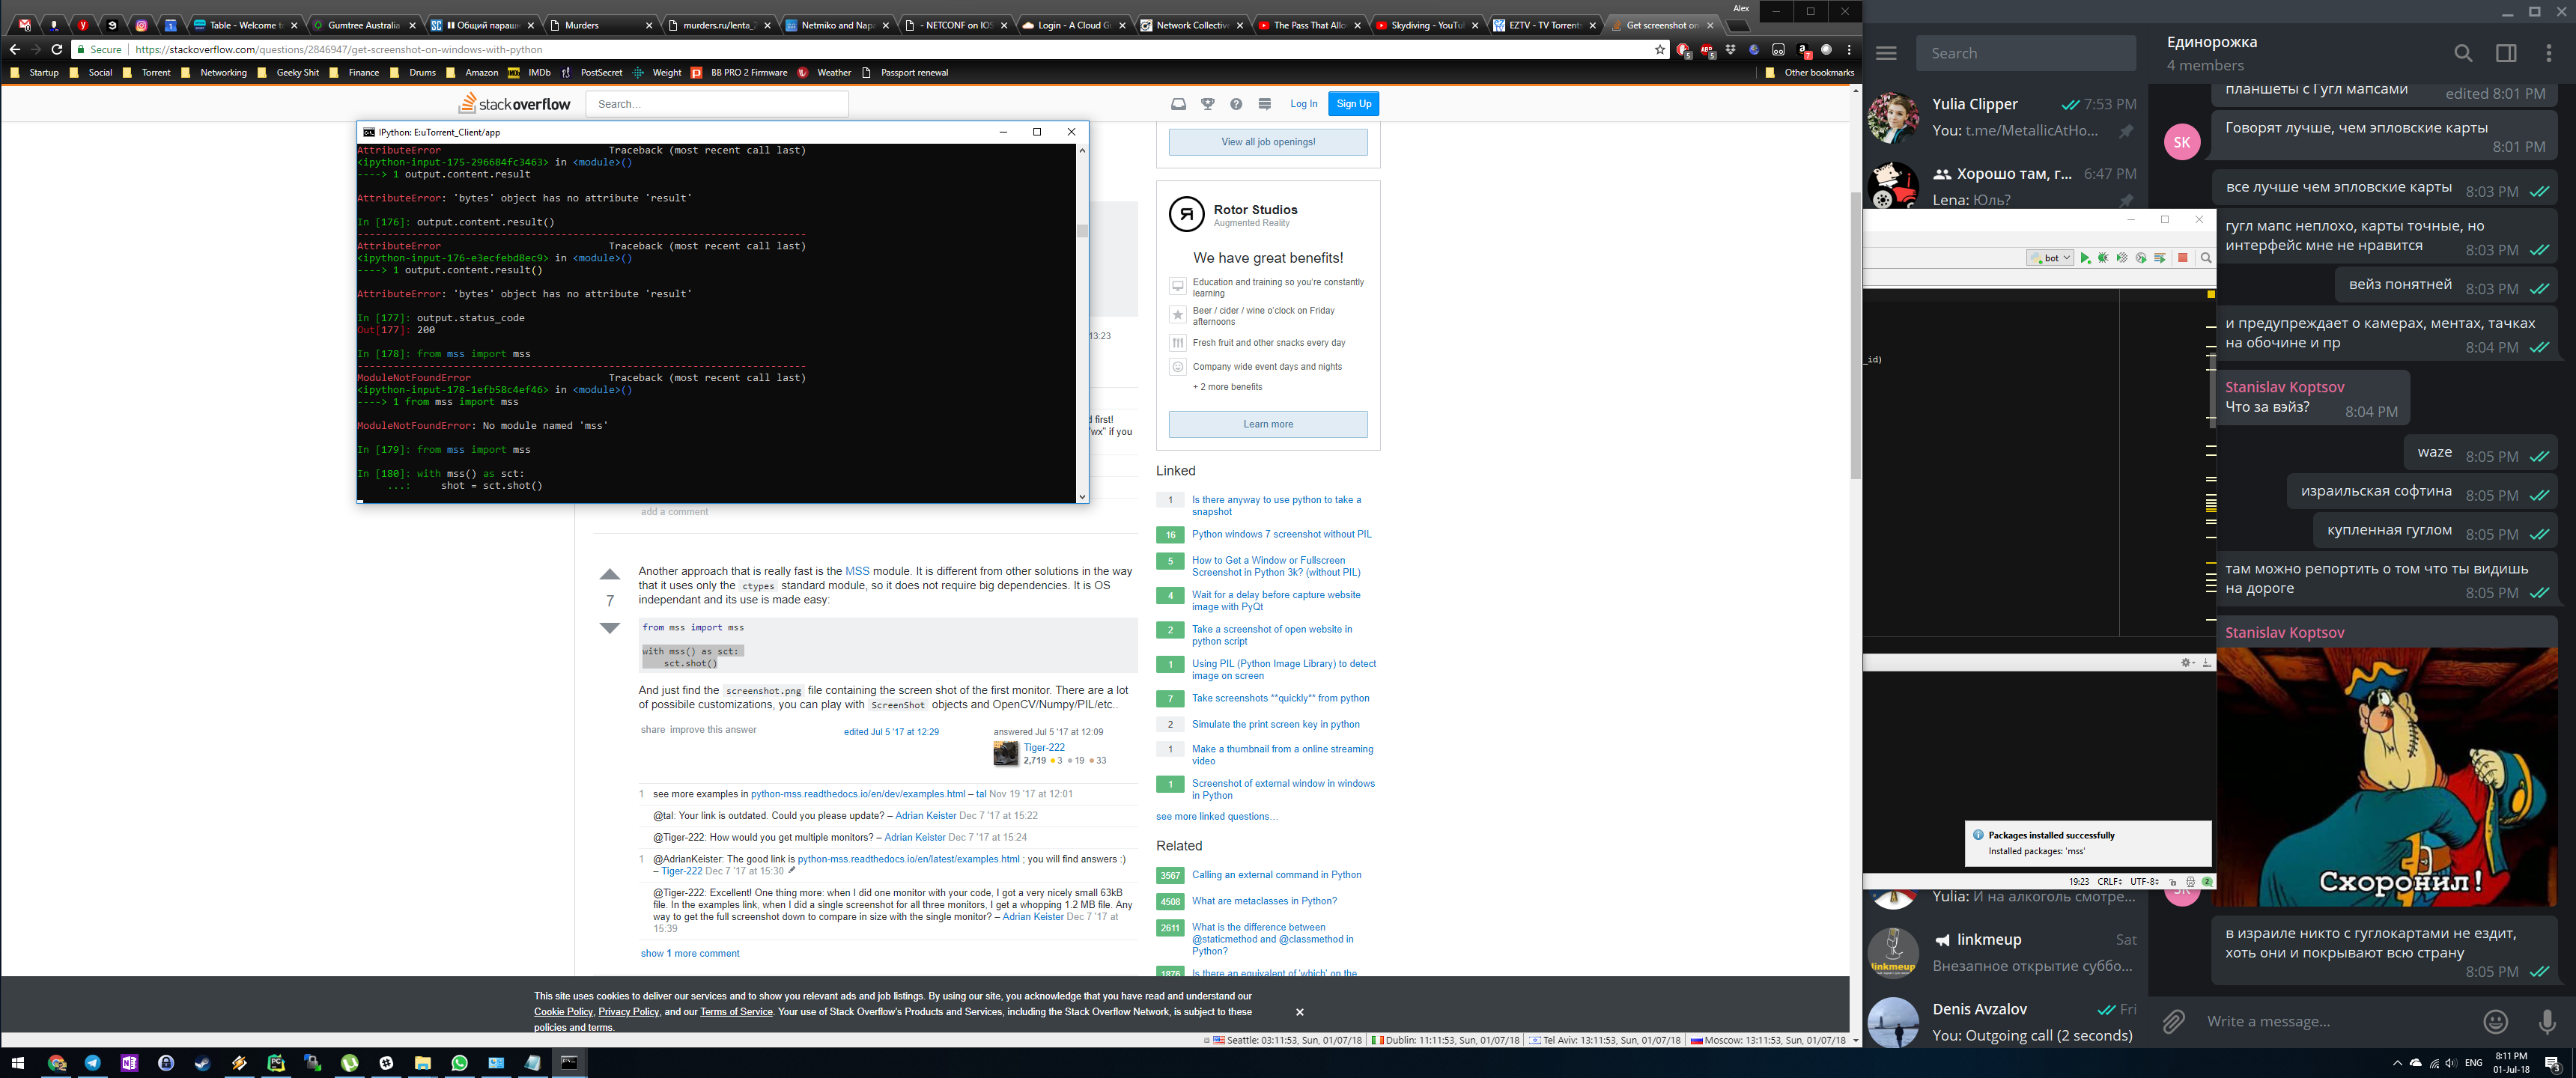 Alex
Table - Welcome to
Gumtree Australia
Общий параше
Murders
murders.ru/lenta_
Netmiko and Nap
- NETCONF on IOS
Login - A Cloud Gu
Network Collective
The Pass That Allo
Skydiving - YouTu
EZTV - TV Torrents
Get screenshot on
Secure
https://stackoverflow.com/questions/2846947/get-screenshot-on-windows-with-python
Startup Social Torrent Networking Geeky Shit Finance Drums Amazon IMDb PostSecret Weight BB PRO 2 Firmware Weather Passport renewal Other bookmarks
stackoverflow
Search...
Log In
Sign Up
IPython: E:uTorrent_Client/app
AttributeError Traceback (most recent call last)
<ipython-input-175-296684fc3463> in <module>()
----> 1 output.content.result
AttributeError: 'bytes' object has no attribute 'result'
In [176]: output.content.result()
AttributeError Traceback (most recent call last)
<ipython-input-176-e3ecfebd8ec9> in <module>()
----> 1 output.content.result()
AttributeError: 'bytes' object has no attribute 'result'
In [177]: output.status_code
Out[177]: 200
In [178]: from mss import mss
ModuleNotFoundError Traceback (most recent call last)
<ipython-input-178-1efb58c4ef46> in <module>()
----> 1 from mss import mss
ModuleNotFoundError: No module named 'mss'
In [179]: from mss import mss
In [180]: with mss() as sct:
...: shot = sct.shot()
13:23
d first!
"wx" if you
add a comment
7
Another approach that is really fast is the MSS module. It is different from other solutions in the way
that it uses only the ctypes standard module, so it does not require big dependencies. It is OS
independant and its use is made easy:
from mss import mss
with mss() as sct:
sct.shot()
And just find the screenshot.png file containing the screen shot of the first monitor. There are a lot
of possibile customizations, you can play with ScreenShot objects and OpenCV/Numpy/PIL/etc..
share improve this answer
edited Jul 5 '17 at 12:29
answered Jul 5 '17 at 12:09
Tiger-222
2,719 3 19 33
1 see more examples in python-mss.readthedocs.io/en/dev/examples.html – tal Nov 19 '17 at 12:01
@tal: Your link is outdated. Could you please update? – Adrian Keister Dec 7 '17 at 15:22
@Tiger-222: How would you get multiple monitors? – Adrian Keister Dec 7 '17 at 15:24
1 @AdrianKeister: The good link is python-mss.readthedocs.io/en/latest/examples.html ; you will find answers :)
– Tiger-222 Dec 7 '17 at 15:30
@Tiger-222: Excellent! One thing more: when I did one monitor with your code, I got a very nicely small 63kB
file. In the examples link, when I did a single screenshot for all three monitors, I get a whopping 1.2 MB file. Any
way to get the full screenshot down to compare in size with the single monitor? – Adrian Keister Dec 7 '17 at
15:39
show 1 more comment
View all job openings!
Rotor Studios
Augmented Reality
We have great benefits!
Education and training so you're constantly
learning
Beer / cider / wine o'clock on Friday
afternoons
Fresh fruit and other snacks every day
Company wide event days and nights
+ 2 more benefits
Learn more
Linked
1 Is there anyway to use python to take a
snapshot
16 Python windows 7 screenshot without PIL
5 How to Get a Window or Fullscreen
Screenshot in Python 3k? (without PIL)
4 Wait for a delay before capture website
image with PyQt
2 Take a screenshot of open website in
python script
1 Using PIL (Python Image Library) to detect
image on screen
7 Take screenshots **quickly** from python
2 Simulate the print screen key in python
1 Make a thumbnail from a online streaming
video
1 Screenshot of external window in windows
in Python
see more linked questions…
Related
3567 Calling an external command in Python
4508 What are metaclasses in Python?
2611 What is the difference between
@staticmethod and @classmethod in
Python?
1876 Is there an equivalent of 'which' on the
This site uses cookies to deliver our services and to show you relevant ads and job listings. By using our site, you acknowledge that you have read and understand our
Cookie Policy, Privacy Policy, and our Terms of Service. Your use of Stack Overflow's Products and Services, including the Stack Overflow Network, is subject to these
policies and terms.
Seattle: 03:11:53, Sun, 01/07/18 Dublin: 11:11:53, Sun, 01/07/18 Tel Aviv: 13:11:53, Sun, 01/07/18 Moscow: 13:11:53, Sun, 01/07/18
Search
Yulia Clipper 7:53 PM
You: t.me/MetallicAtHo...
Хорошо там, г... 6:47 PM
Lena: Юль?
bot
_id)
Packages installed successfully
Installed packages: 'mss'
19:23 CRLF UTF-8 2
Yulia: И на алкоголь смотре...
linkmeup Sat
Внезапное открытие суббо...
Denis Avzalov Fri
You: Outgoing call (2 seconds)
Единорожка
4 members
планшеты с Гугл мапсами edited 8:01 PM
SK
Говорят лучше, чем эпловские карты
8:01 PM
все лучше чем эпловские карты 8:03 PM
гугл мапс неплохо, карты точные, но
интерфейс мне не нравится 8:03 PM
вейз понятней 8:03 PM
и предупреждает о камерах, ментах, тачках
на обочине и пр 8:04 PM
Stanislav Koptsov
Что за вэйз? 8:04 PM
waze 8:05 PM
израильская софтина 8:05 PM
купленная гуглом 8:05 PM
там можно репортить о том что ты видишь
на дороге 8:05 PM
Stanislav Koptsov
Схоронил!
в израиле никто с гуглокартами не ездит,
хоть они и покрывают всю страну
8:05 PM
Write a message...
ENG
8:11 PM
01-Jul-18
3